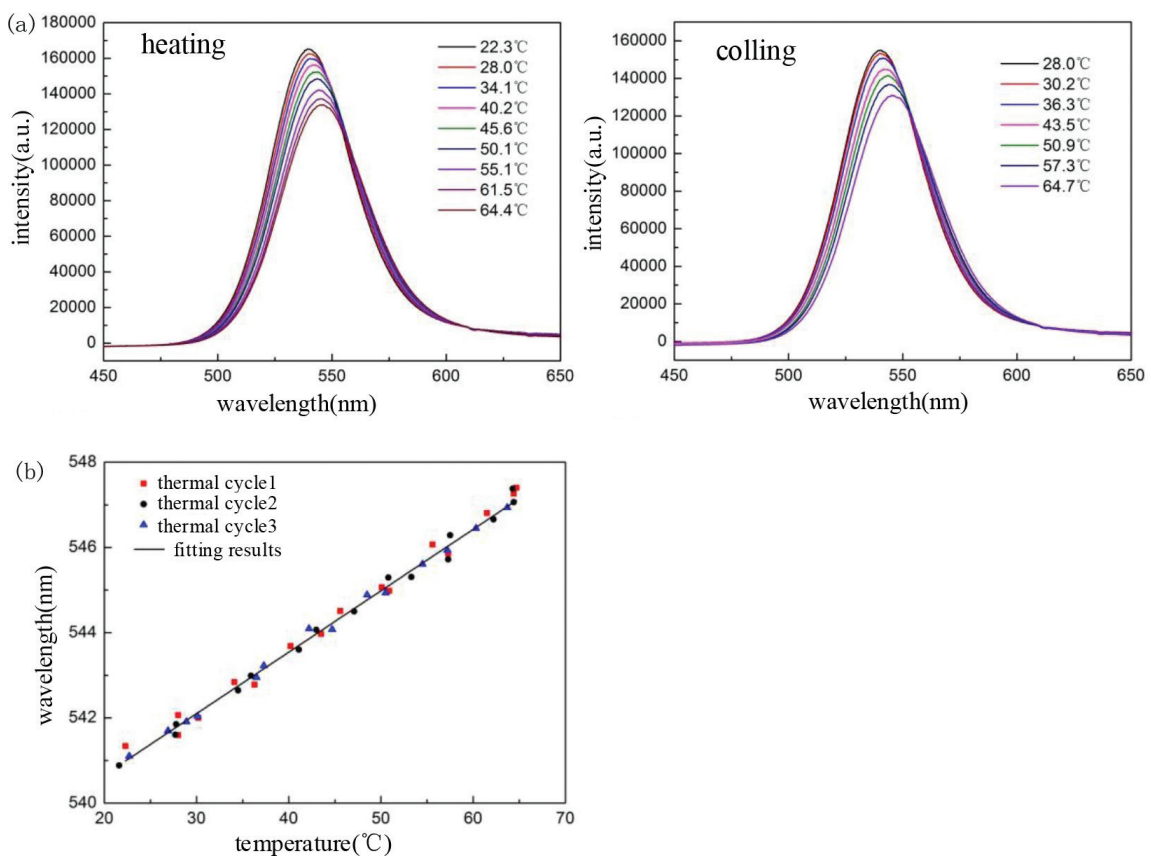 (a)
heating
180000
160000
140000
120000
100000
80000
60000
40000
20000
0
intensity(a.u.)
22.3℃
28.0℃
34.1℃
40.2℃
45.6℃
50.1℃
55.1℃
61.5℃
64.4℃
450 500 550 600 650
wavelength(nm)
colling
160000
140000
120000
100000
80000
60000
40000
20000
0
intensity(a.u.)
28.0℃
30.2℃
36.3℃
43.5℃
50.9℃
57.3℃
64.7℃
450 500 550 600 650
wavelength(nm)
(b)
548
546
544
542
540
wavelength(nm)
thermal cycle1
thermal cycle2
thermal cycle3
fitting results
20 30 40 50 60 70
temperature(℃)